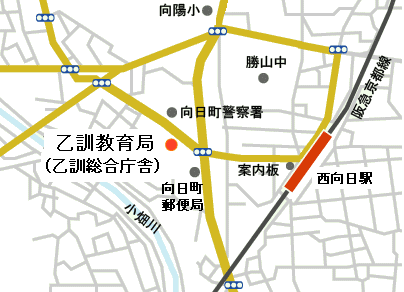 向陽小
勝山中
阪急京都線
向日町警察署
乙訓教育局
(乙訓総合庁舎)
案内板
向日町
郵便局
西向日駅
小畑川